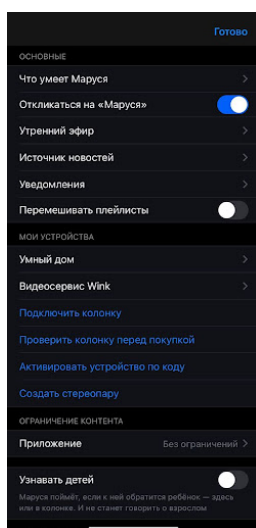 Готово
ОСНОВНЫЕ
Что умеет Маруся
Откликаться на «Маруся»
Утренний эфир
Источник новостей
Уведомления
Перемешивать плейлисты
МОИ УСТРОЙСТВА
Умный дом
Видеосервис Wink
Подключить колонку
Проверить колонку перед покупкой
Активировать устройство по коду
Создать стереопару
ОГРАНИЧЕНИЕ КОНТЕНТА
Приложение Без ограничений
Узнавать детей
Маруся поймёт, если к ней обратится ребёнок — здесь
или в колонке. И не станет говорить о взрослом